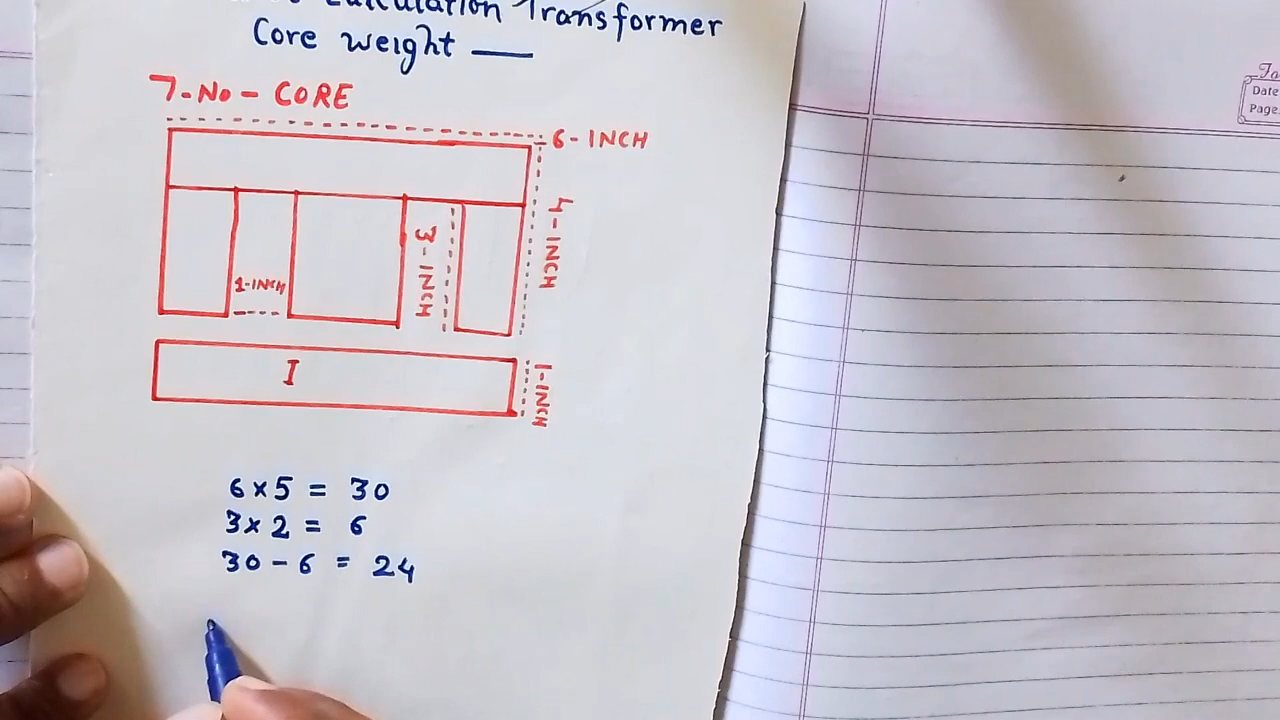 Calculation Transformer
Core weight
7-No-CORE
6-INCH
4-INCH
3-INCH
1-INCH
I
1-INCH
6×5 = 30
3×2 = 6
30-6 = 24
Date
Page